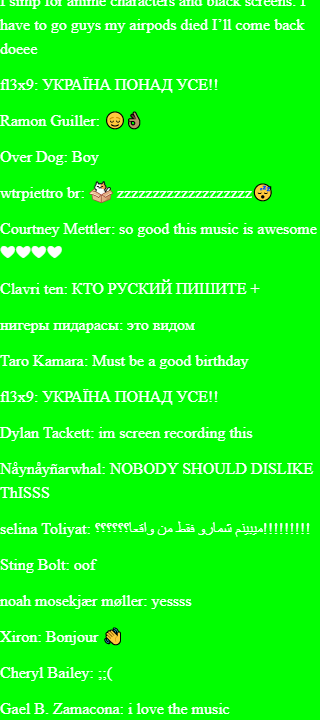 I simp for anime characters and black screens. I
have to go guys my airpods died I’ll come back
doeee
fl3x9: УКРАЇНА ПОНАД УСЕ!!
Ramon Guiller: 😌👌🏾
Over Dog: Boy
wtrpiettro br: zzzzzzzzzzzzzzzzzzz😴
Courtney Mettler: so good this music is awesome
🤍🤍🤍🤍
Clavri ten: КТО РУСКИЙ ПИШИТЕ +
нигеры пидарасы: это видом
Taro Kamara: Must be a good birthday
fl3x9: УКРАЇНА ПОНАД УСЕ!!
Dylan Tackett: im screen recording this
Nåynåyñarwhal: NOBODY SHOULD DISLIKE
ThISSS
selina Toliyat: میبینم شمارو فقط من واقعا؟؟؟؟؟؟!!!!!!!!!
Sting Bolt: oof
noah mosekjær møller: yessss
Xiron: Bonjour 👋
Cheryl Bailey: ;;(
Gael B. Zamacona: i love the music